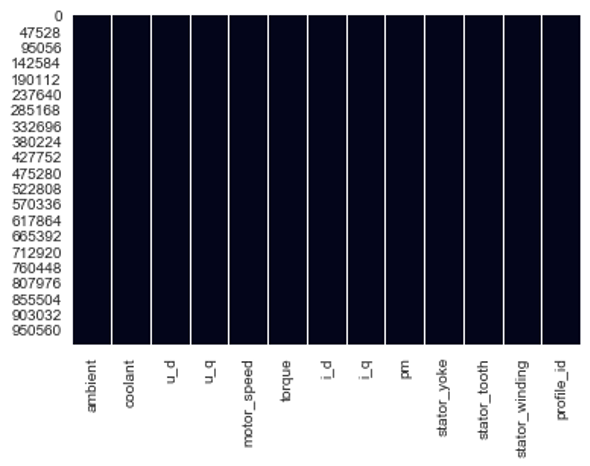 0
47528
95056
142584
190112
237640
285168
332696
380224
427752
475280
522808
570336
617864
665392
712920
760448
807976
855504
903032
950560
ambient
coolant
u_d
u_q
motor_speed
torque
i_d
i_q
pm
stator_yoke
stator_tooth
stator_winding
profile_id